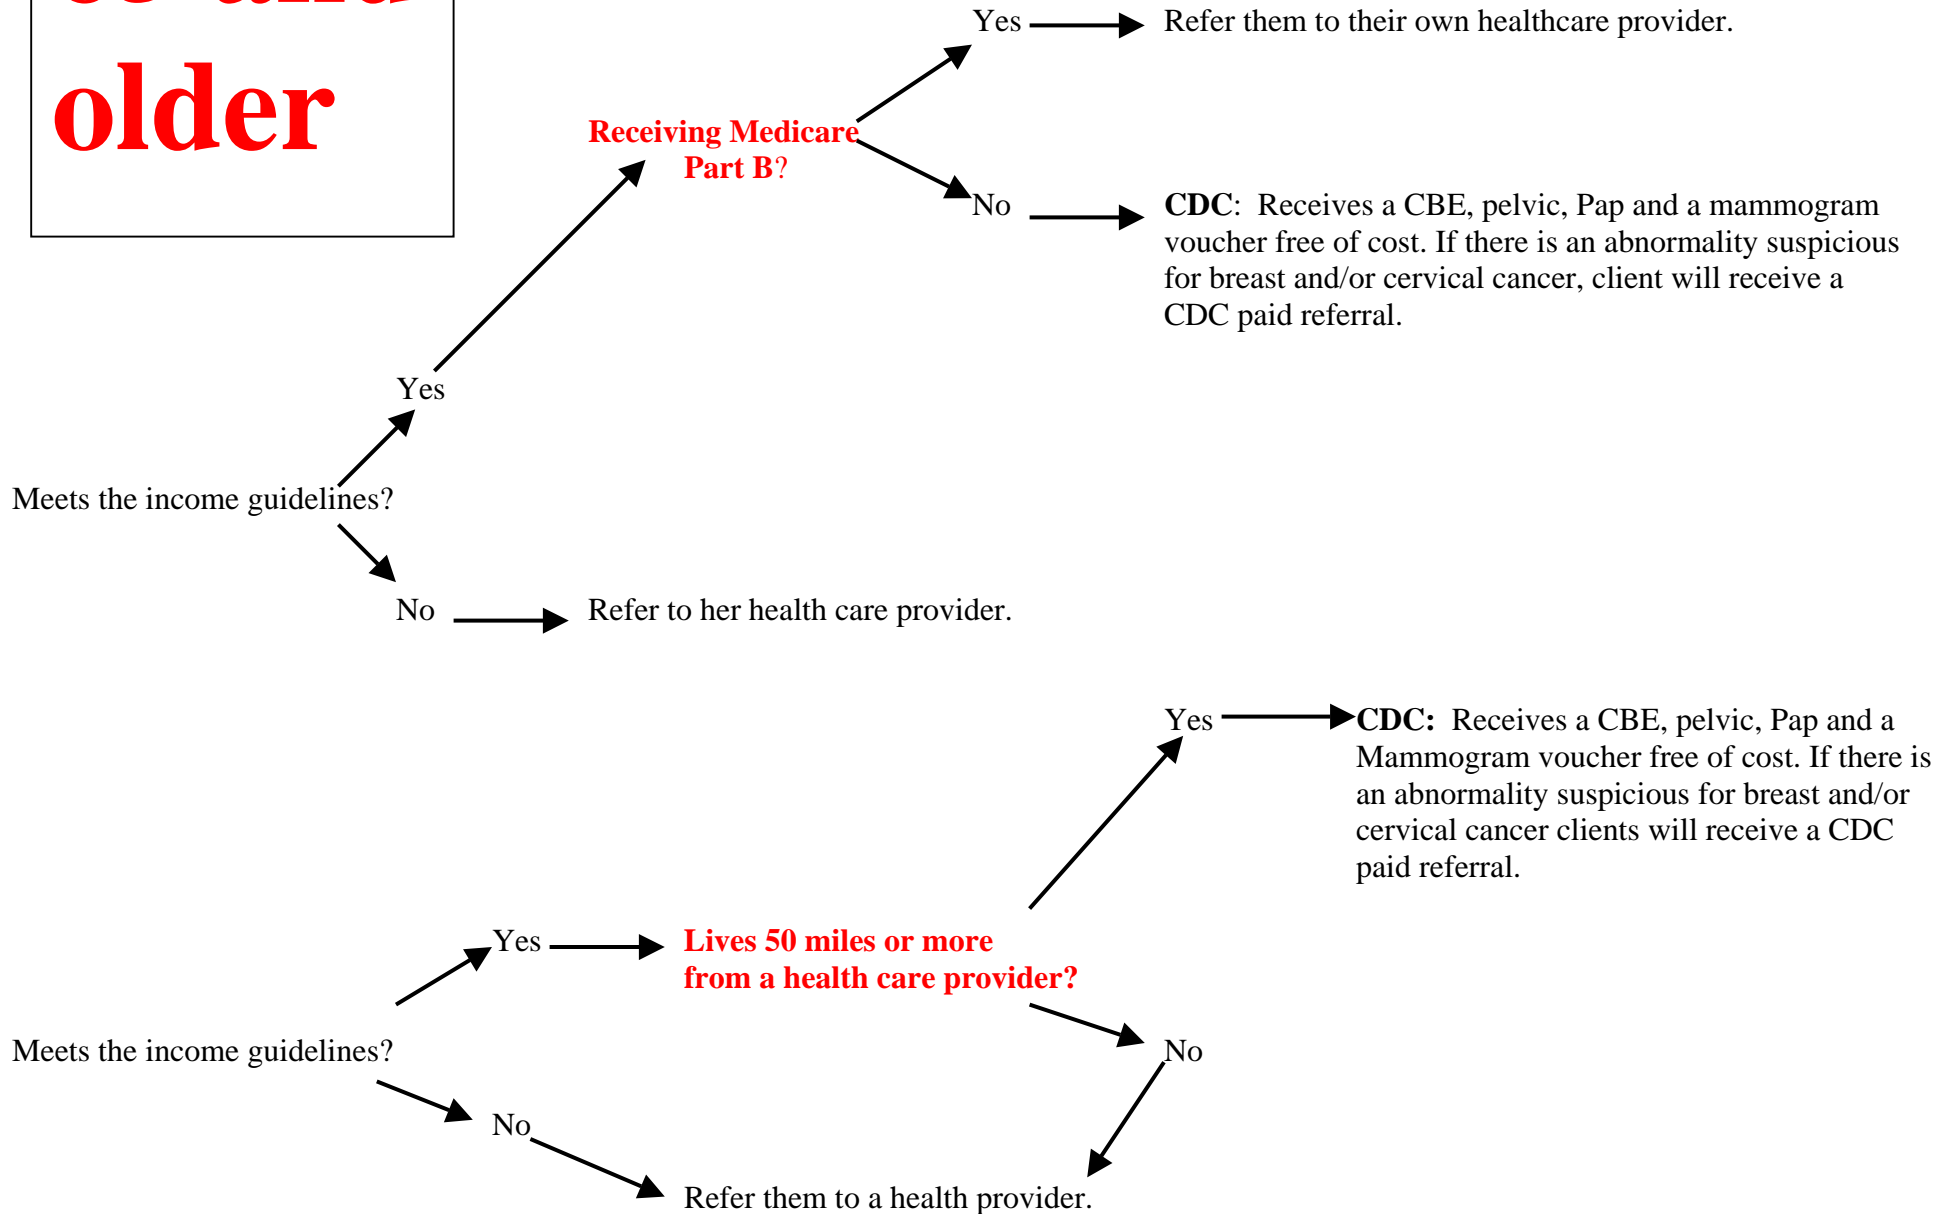 older
Yes
Refer them to their own healthcare provider.
Receiving Medicare
Part B?
No
CDC:  Receives a CBE, pelvic, Pap and a mammogram
voucher free of cost. If there is an abnormality suspicious
for breast and/or cervical cancer, client will receive a
CDC paid referral.
Yes
Meets the income guidelines?
No
Refer to her health care provider.
Yes
CDC:  Receives a CBE, pelvic, Pap and a
Mammogram voucher free of cost. If there is
an abnormality suspicious for breast and/or
cervical cancer clients will receive a CDC
paid referral.
Yes
Lives 50 miles or more
from a health care provider?
Meets the income guidelines?
No
No
Refer them to a health provider.